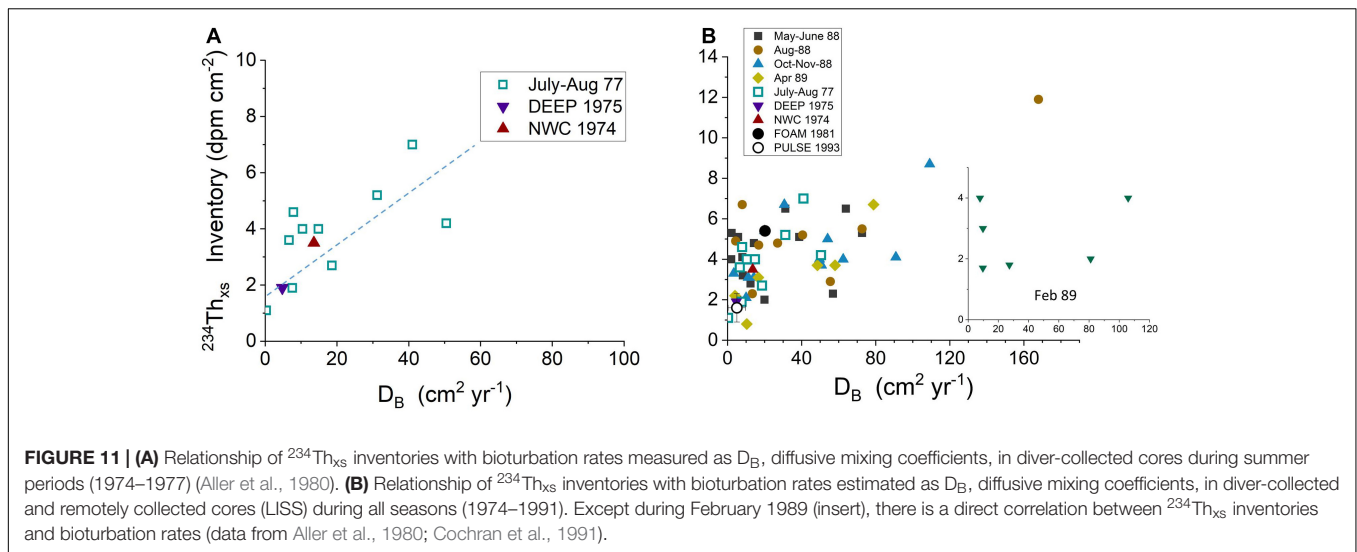 A
10
8
6
4
2
0
0
20
40
60
80
100
²³⁴Thₓₛ Inventory (dpm cm⁻²)
D_B (cm² yr⁻¹)
July-Aug 77
DEEP 1975
NWC 1974
B
May-June 88
Aug-88
Oct-Nov-88
Apr 89
July-Aug 77
DEEP 1975
NWC 1974
FOAM 1981
PULSE 1993
14
12
10
8
6
4
2
0
0
40
80
120
160
D_B (cm² yr⁻¹)
4
2
0
0
20
40
60
80
100
120
Feb 89
FIGURE 11 | (A) Relationship of ²³⁴Thₓₛ inventories with bioturbation rates measured as D_B, diffusive mixing coefficients, in diver-collected cores during summer
periods (1974–1977) (Aller et al., 1980). (B) Relationship of ²³⁴Thₓₛ inventories with bioturbation rates estimated as D_B, diffusive mixing coefficients, in diver-collected
and remotely collected cores (LISS) during all seasons (1974–1991). Except during February 1989 (insert), there is a direct correlation between ²³⁴Thₓₛ inventories
and bioturbation rates (data from Aller et al., 1980; Cochran et al., 1991).